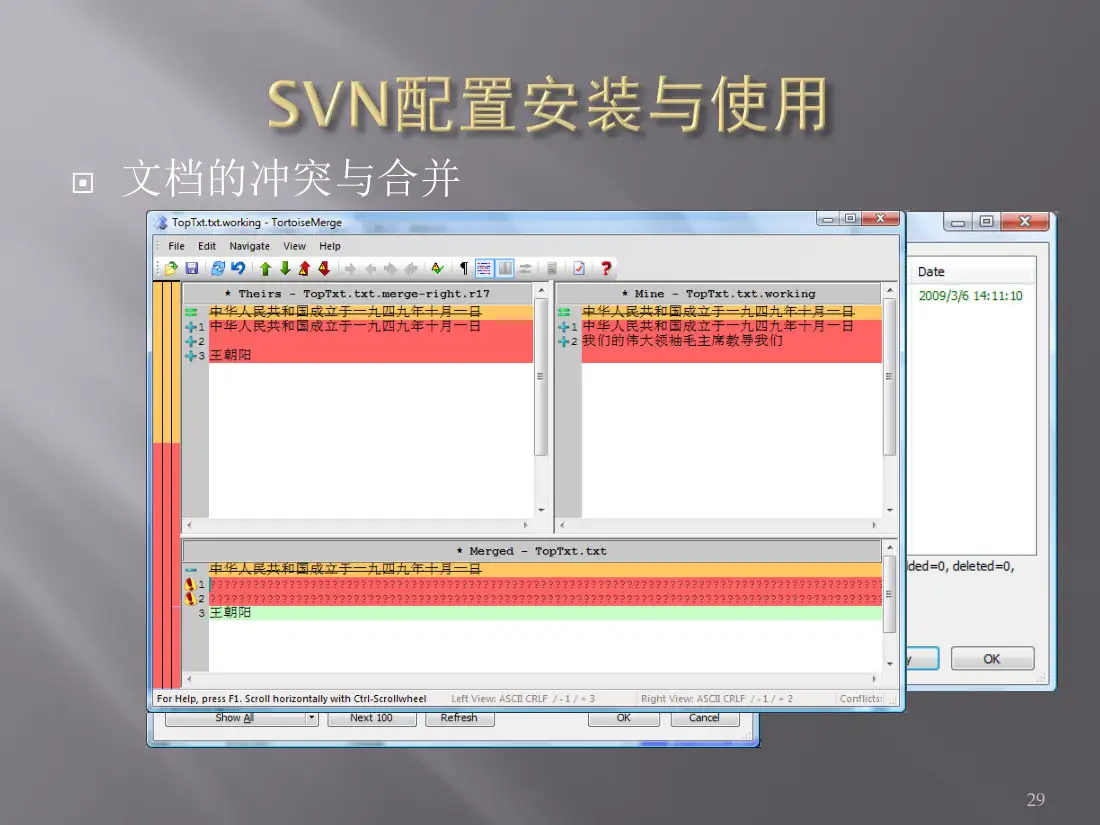 SVN配置安装与使用
文档的冲突与合并
TopTxt.txt.working - TortoiseMerge
File Edit Navigate View Help
* Theirs - TopTxt.txt.merge-right.r17
中华人民共和国成立于一九四九年十月一日
1 中华人民共和国成立于一九四九年十月一日
2
3 王朝阳
* Mine - TopTxt.txt.working
中华人民共和国成立于一九四九年十月一日
1 中华人民共和国成立于一九四九年十月一日
2 我们的伟大领袖毛主席教导我们
* Merged - TopTxt.txt
中华人民共和国成立于一九四九年十月一日
1
2
3 王朝阳
For Help, press F1. Scroll horizontally with Ctrl-Scrollwheel Left View: ASCII CRLF / - 1 / + 3 Right View: ASCII CRLF / - 1 / + 2 Conflicts:
Date
2009/3/6 14:11:10
ded=0, deleted=0,
y OK
Show All Next 100 Refresh OK Cancel
29